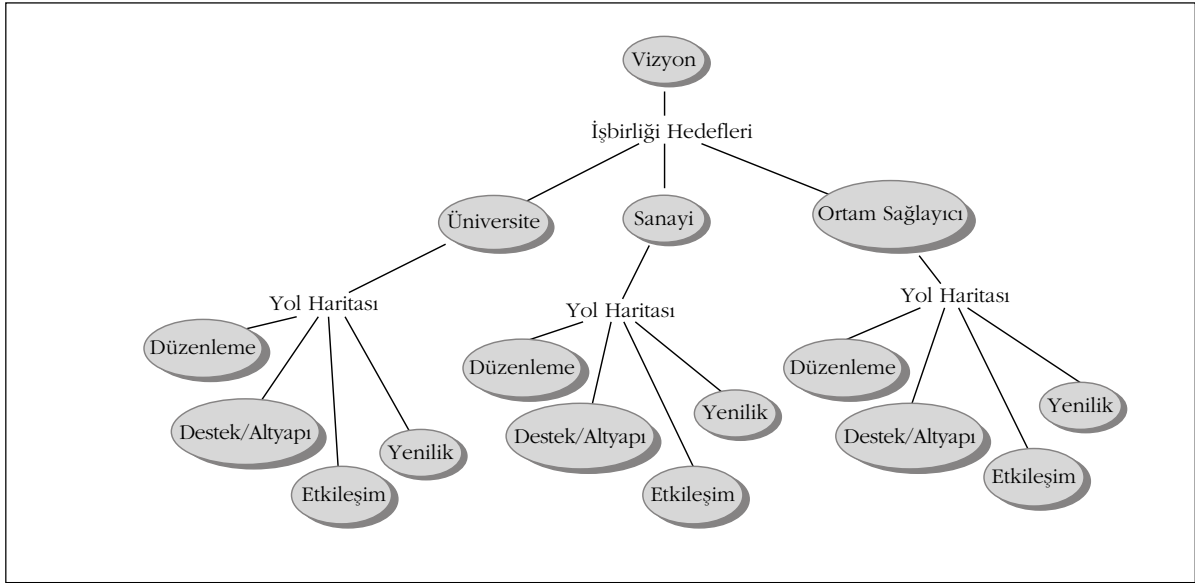 Vizyon
İşbirliği Hedefleri
Üniversite
Sanayi
Ortam Sağlayıcı
Yol Haritası
Düzenleme
Destek/Altyapı
Etkileşim
Yenilik
Yol Haritası
Düzenleme
Destek/Altyapı
Etkileşim
Yenilik
Yol Haritası
Düzenleme
Destek/Altyapı
Etkileşim
Yenilik